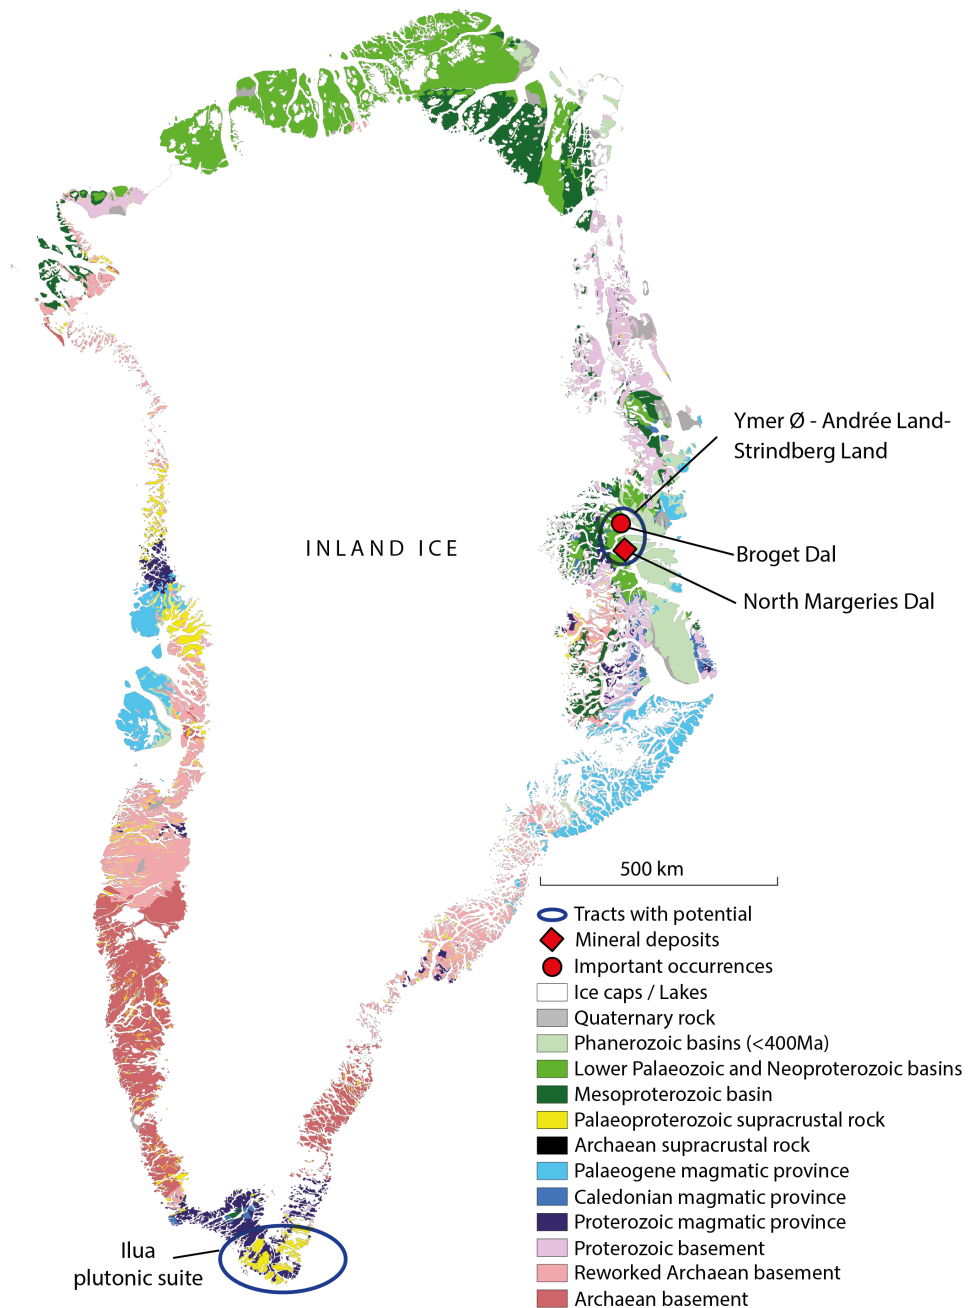 Ymer Ø - Andrée Land-
Strindberg Land
INLAND ICE
Broget Dal
North Margeries Dal
500 km
Tracts with potential
Mineral deposits
Important occurrences
Ice caps / Lakes
Quaternary rock
Phanerozoic basins (<400Ma)
Lower Palaeozoic and Neoproterozoic basins
Mesoproterozoic basin
Palaeoproterozoic supracrustal rock
Archaean supracrustal rock
Palaeogene magmatic province
Caledonian magmatic province
Proterozoic magmatic province
Proterozoic basement
Reworked Archaean basement
Archaean basement
Ilua
plutonic suite